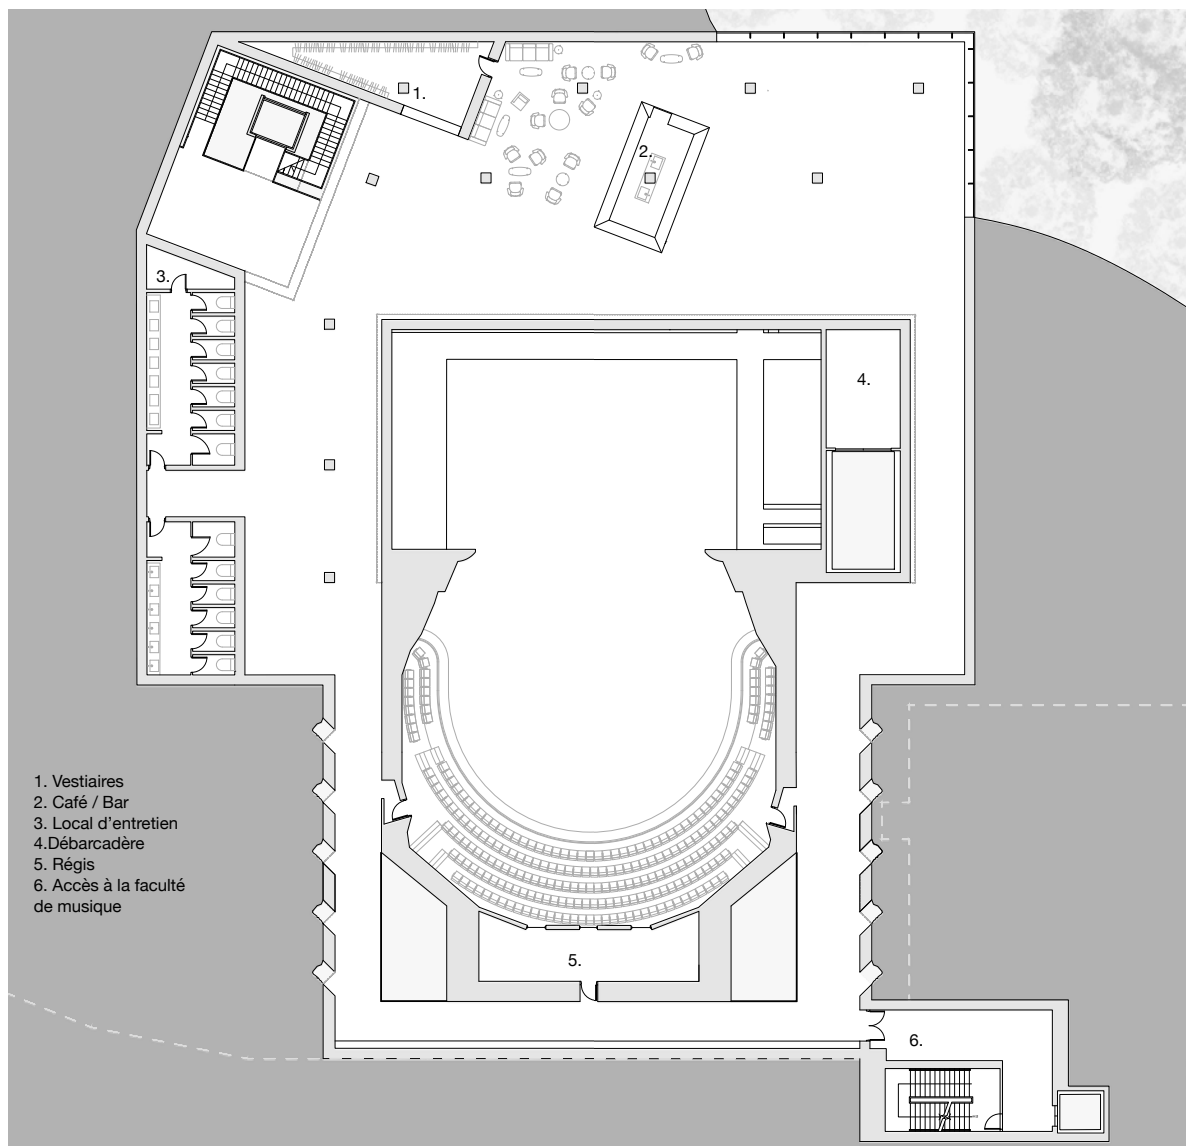 1.
2.
3.
4.
1. Vestiaires
2. Café / Bar
3. Local d'entretien
4.Débarcadère
5. Régis
6. Accès à la faculté
de musique
5.
6.